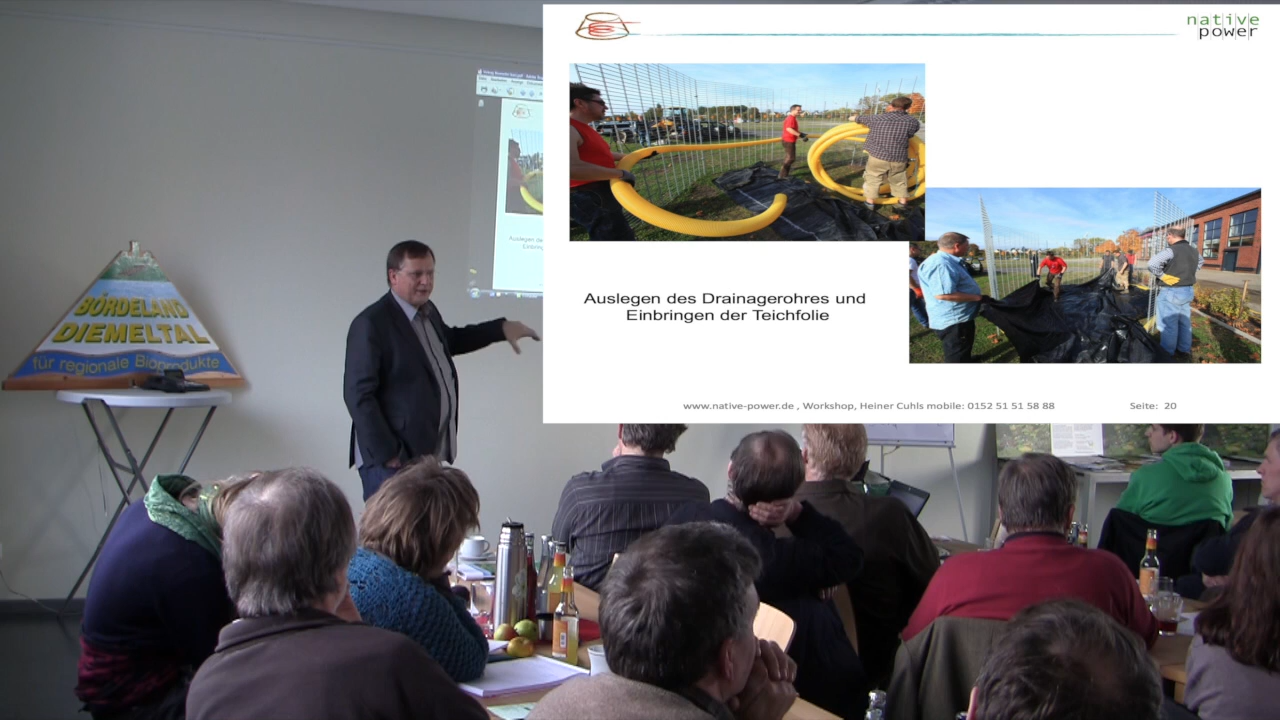 native
power
BÖRDELAND
DIEMELTAL
für regionale Bioprodukte
Auslegen des Drainagerohres und
Einbringen der Teichfolie
www.native-power.de , Workshop, Heiner Cuhls mobile: 0152 51 51 58 88
Seite: 20